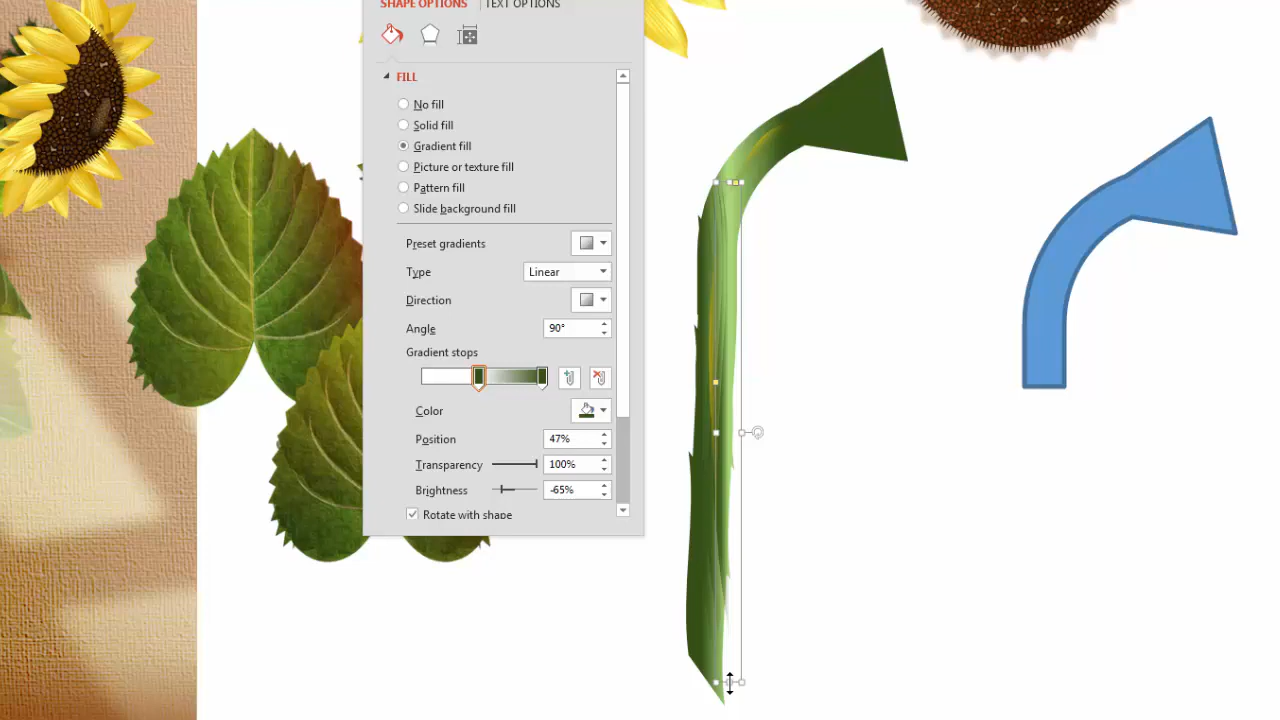 SHAPE OPTIONS TEXT OPTIONS
FILL
No fill
Solid fill
Gradient fill
Picture or texture fill
Pattern fill
Slide background fill
Preset gradients
Type Linear
Direction
Angle 90°
Gradient stops
Color
Position 47%
Transparency 100%
Brightness -65%
Rotate with shape